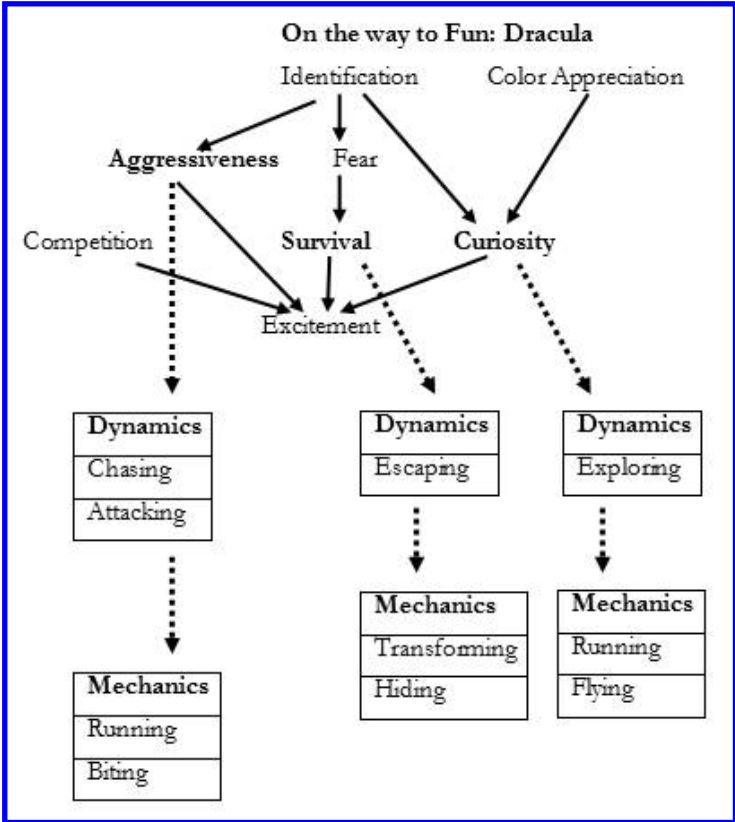 On the way to Fun: Dracula
Identification
Color Appreciation
Aggressiveness
Fear
Competition
Survival
Curiosity
Excitement
Dynamics
Chasing
Attacking
Dynamics
Escaping
Dynamics
Exploring
Mechanics
Running
Biting
Mechanics
Transforming
Hiding
Mechanics
Running
Flying